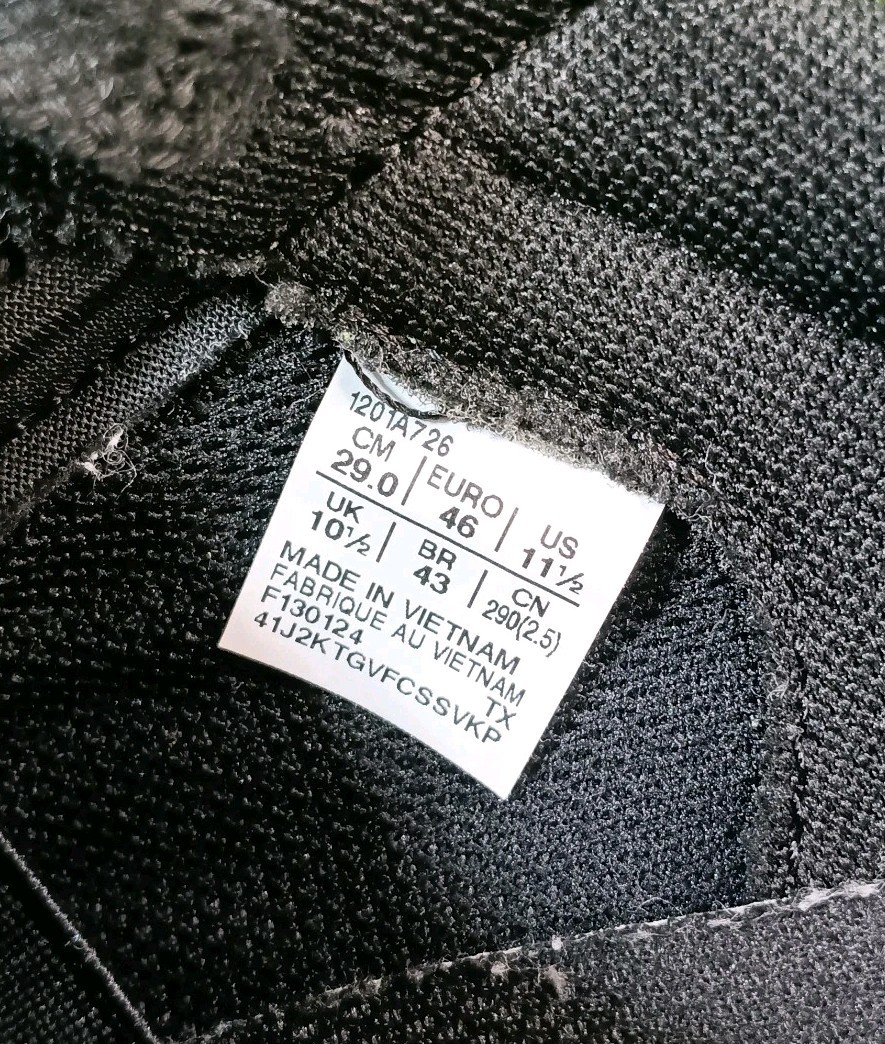 1201A726
CM | EURO | US
29.0 | 46 | 11½
UK | BR | CN
10½ | 43 | 290(2.5)
MADE IN VIETNAM
FABRIQUE AU VIETNAM
F130124 TX
41J2KTGVFCSSVKP